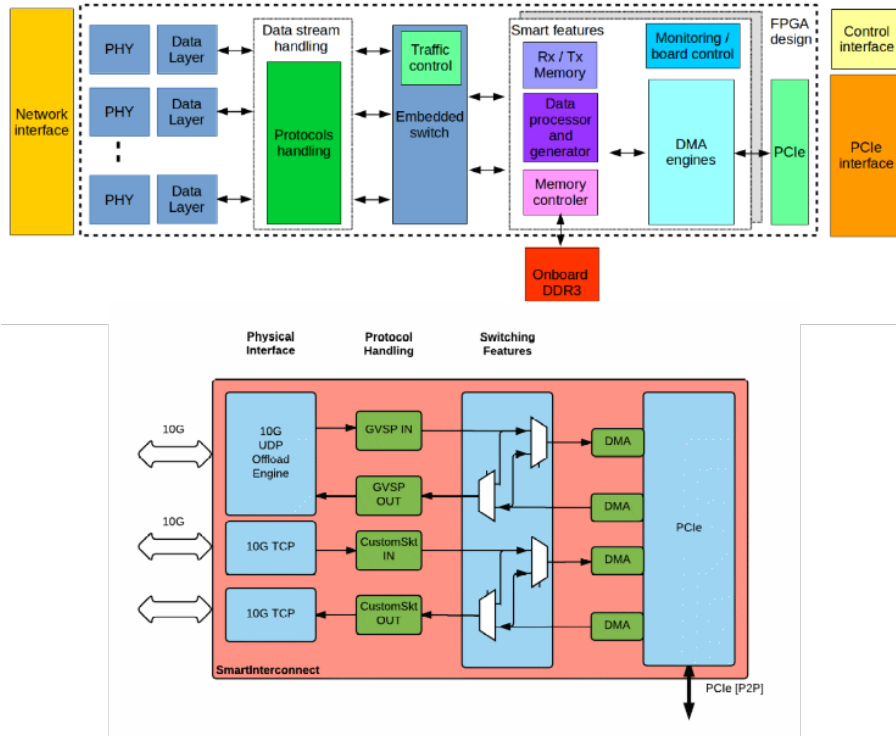 Network
interface
PHY
Data
Layer
PHY
Data
Layer
PHY
Data
Layer
Data stream
handling
Protocols
handling
Traffic
control
Embedded
switch
Smart features
Rx / Tx
Memory
Data
processor
and
generator
Memory
controler
Monitoring /
board control
DMA
engines
FPGA
design
PCIe
Control
interface
PCIe
interface
Onboard
DDR3
Physical
Interface
Protocol
Handling
Switching
Features
10G
10G
UDP
Offload
Engine
GVSP IN
GVSP
OUT
DMA
DMA
PCIe
10G
10G TCP
CustomSkt
IN
DMA
10G TCP
CustomSkt
OUT
DMA
SmartInterconnect
PCIe [P2P]